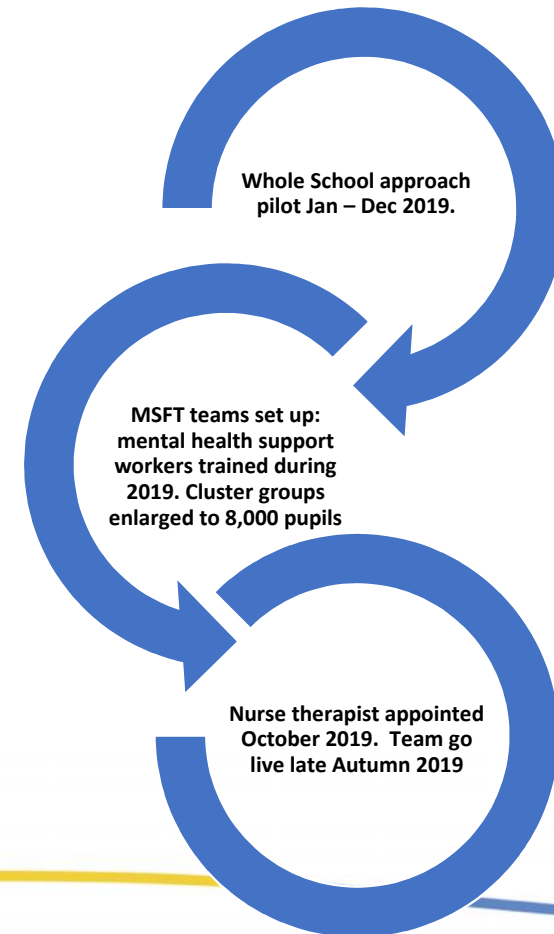 Whole School approach
pilot Jan – Dec 2019.
MSFT teams set up:
mental health support
workers trained during
2019. Cluster groups
enlarged to 8,000 pupils
Nurse therapist appointed
October 2019.  Team go
live late Autumn 2019